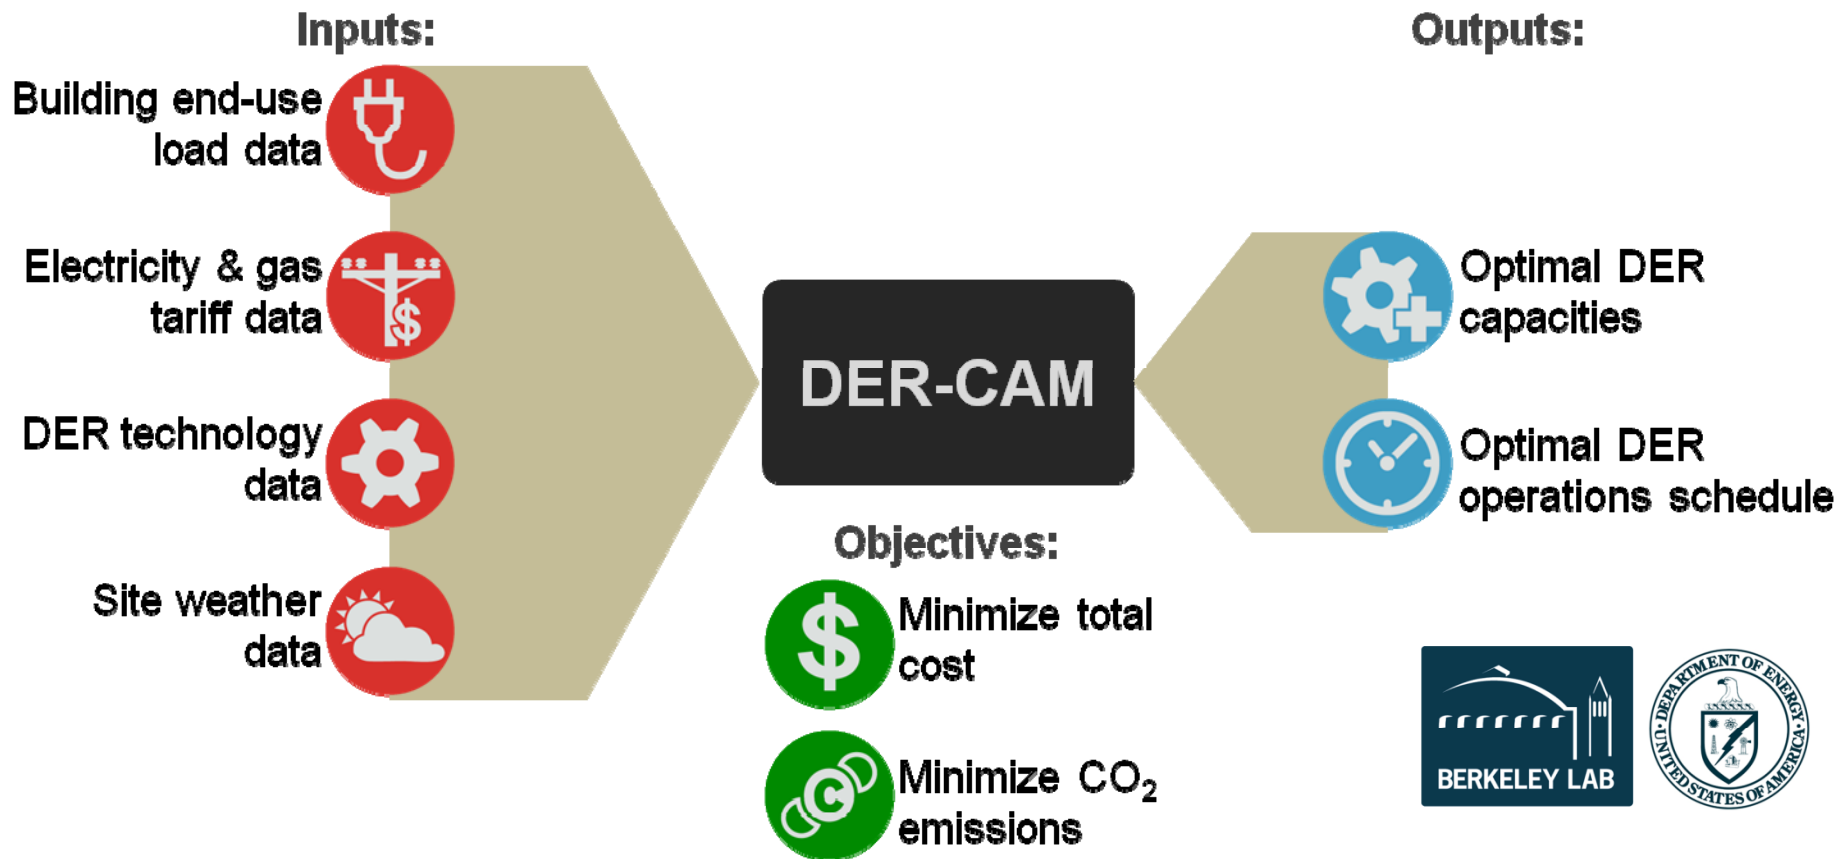 Inputs:
Building end-use
load data
Electricity & gas
tariff data
DER technology
data
Site weather
data
DER-CAM
Objectives:
Minimize total
cost
Minimize CO₂
emissions
Outputs:
Optimal DER
capacities
Optimal DER
operations schedule
BERKELEY LAB
DEPARTMENT OF ENERGY
UNITED STATES OF AMERICA
$
$
C